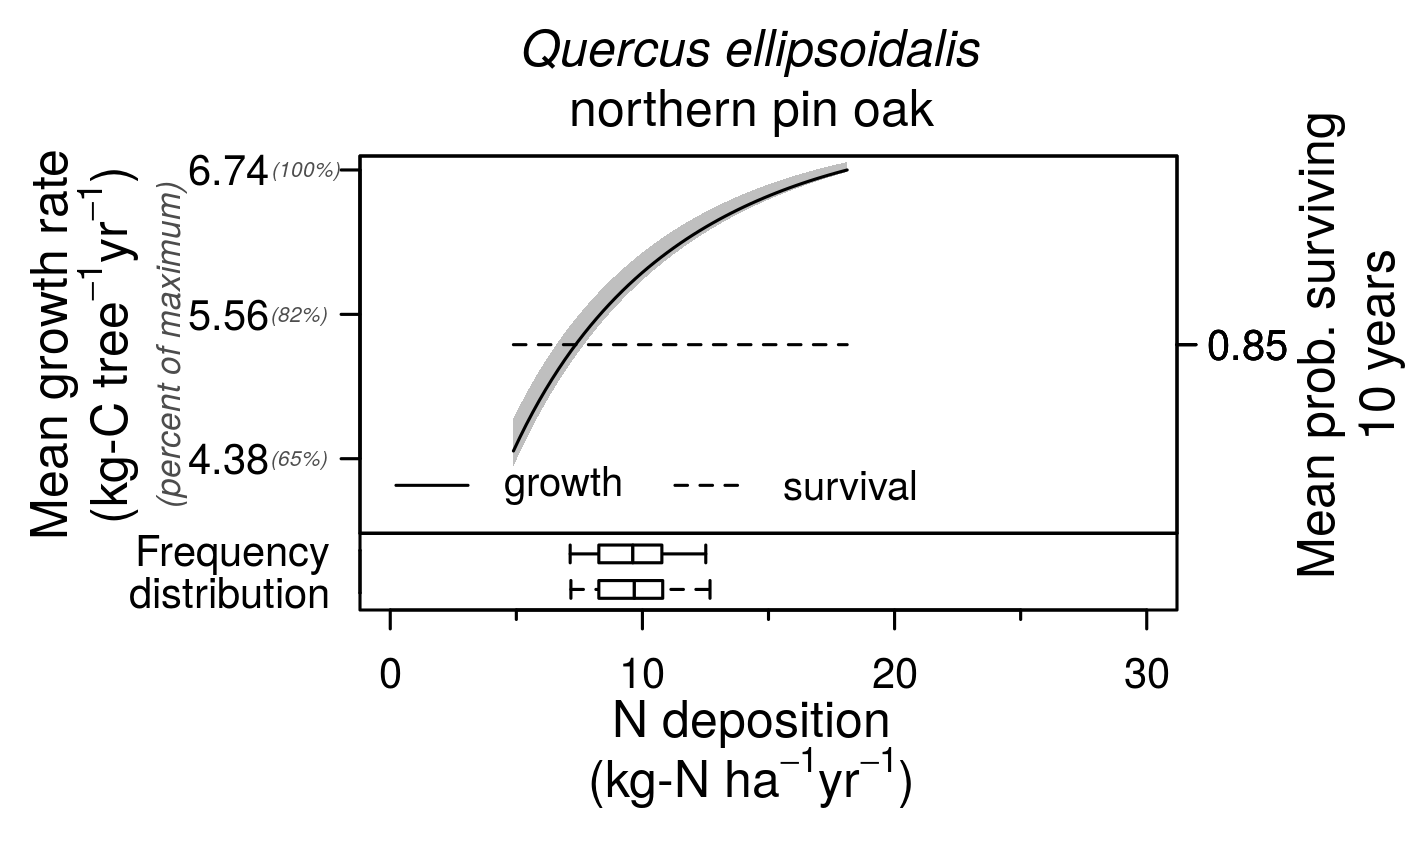 Quercus ellipsoidalis
northern pin oak
Mean growth rate
(kg-C tree⁻¹yr⁻¹)
(percent of maximum)
6.74 (100%)
5.56 (82%)
4.38 (65%)
growth
survival
0.85
Mean prob. surviving
10 years
Frequency
distribution
0 10 20 30
N deposition
(kg-N ha⁻¹yr⁻¹)